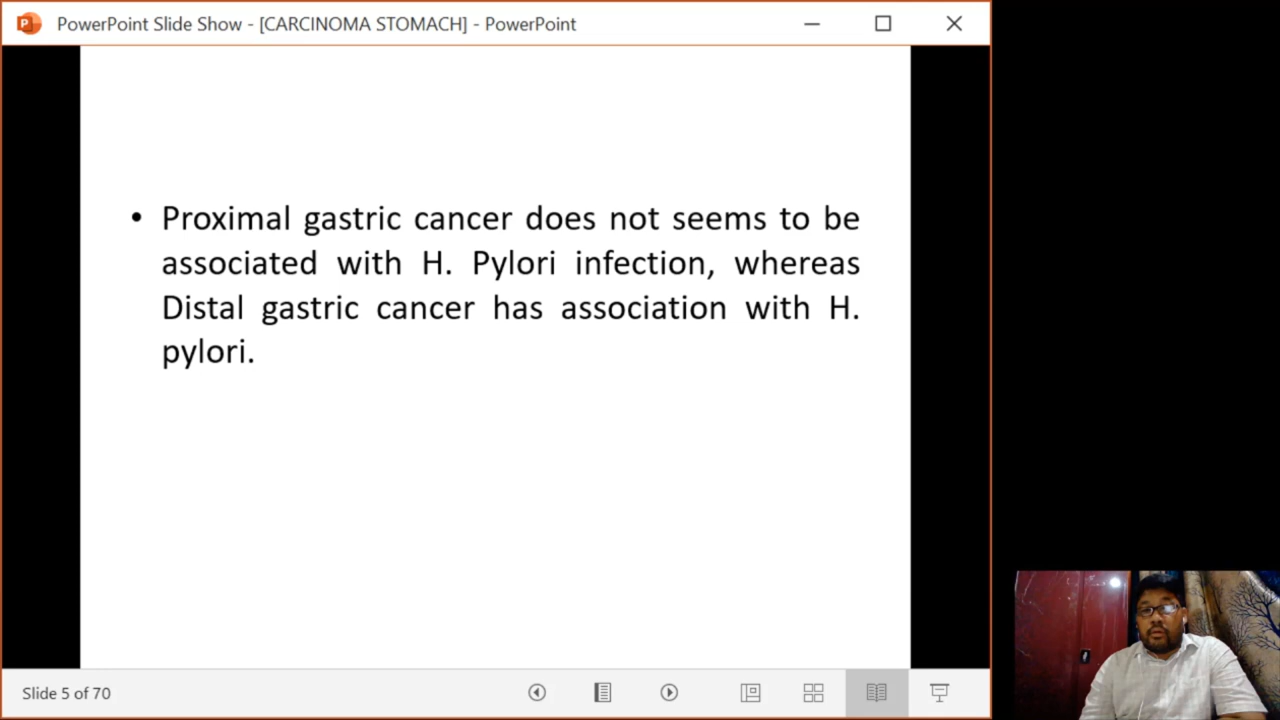 PowerPoint Slide Show - [CARCINOMA STOMACH] - PowerPoint
• Proximal gastric cancer does not seems to be
associated with H. Pylori infection, whereas
Distal gastric cancer has association with H.
pylori.
Slide 5 of 70